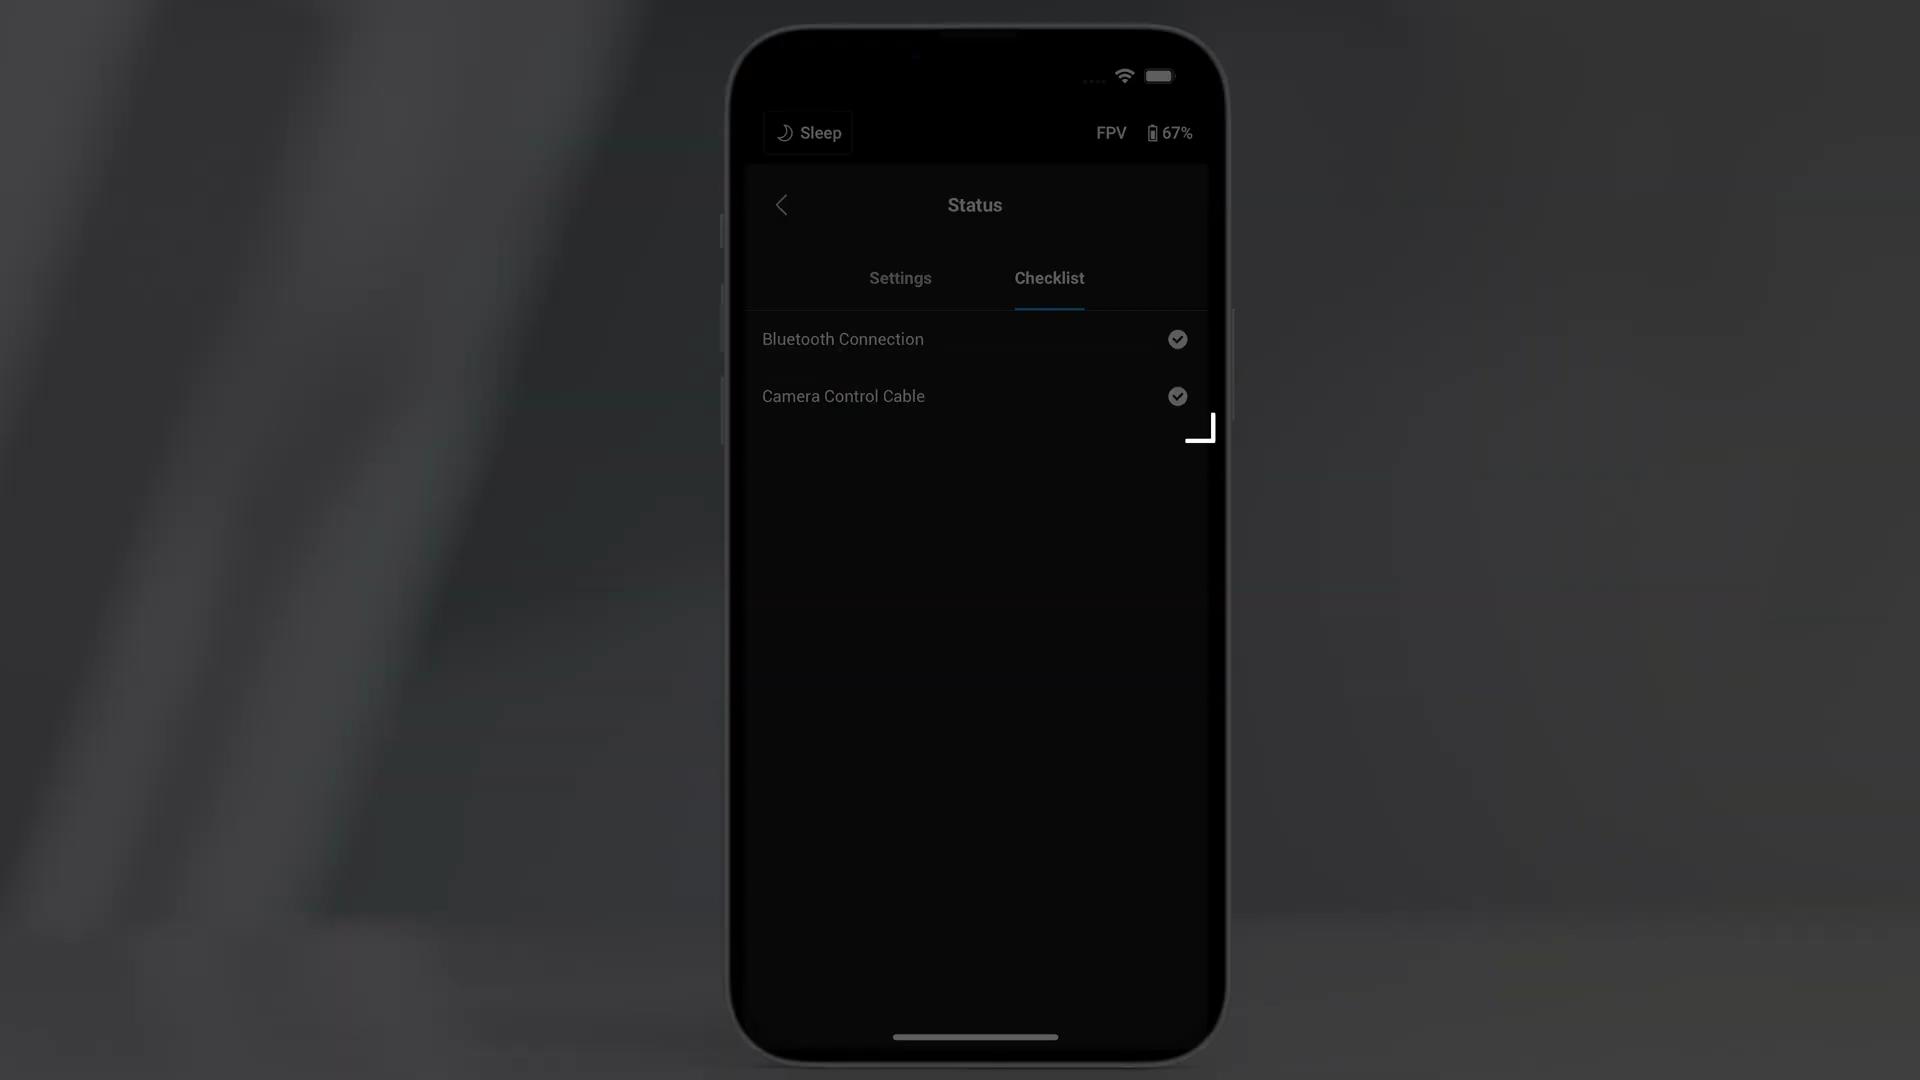 Sleep FPV 67%
Status
Settings Checklist
Bluetooth Connection
Camera Control Cable